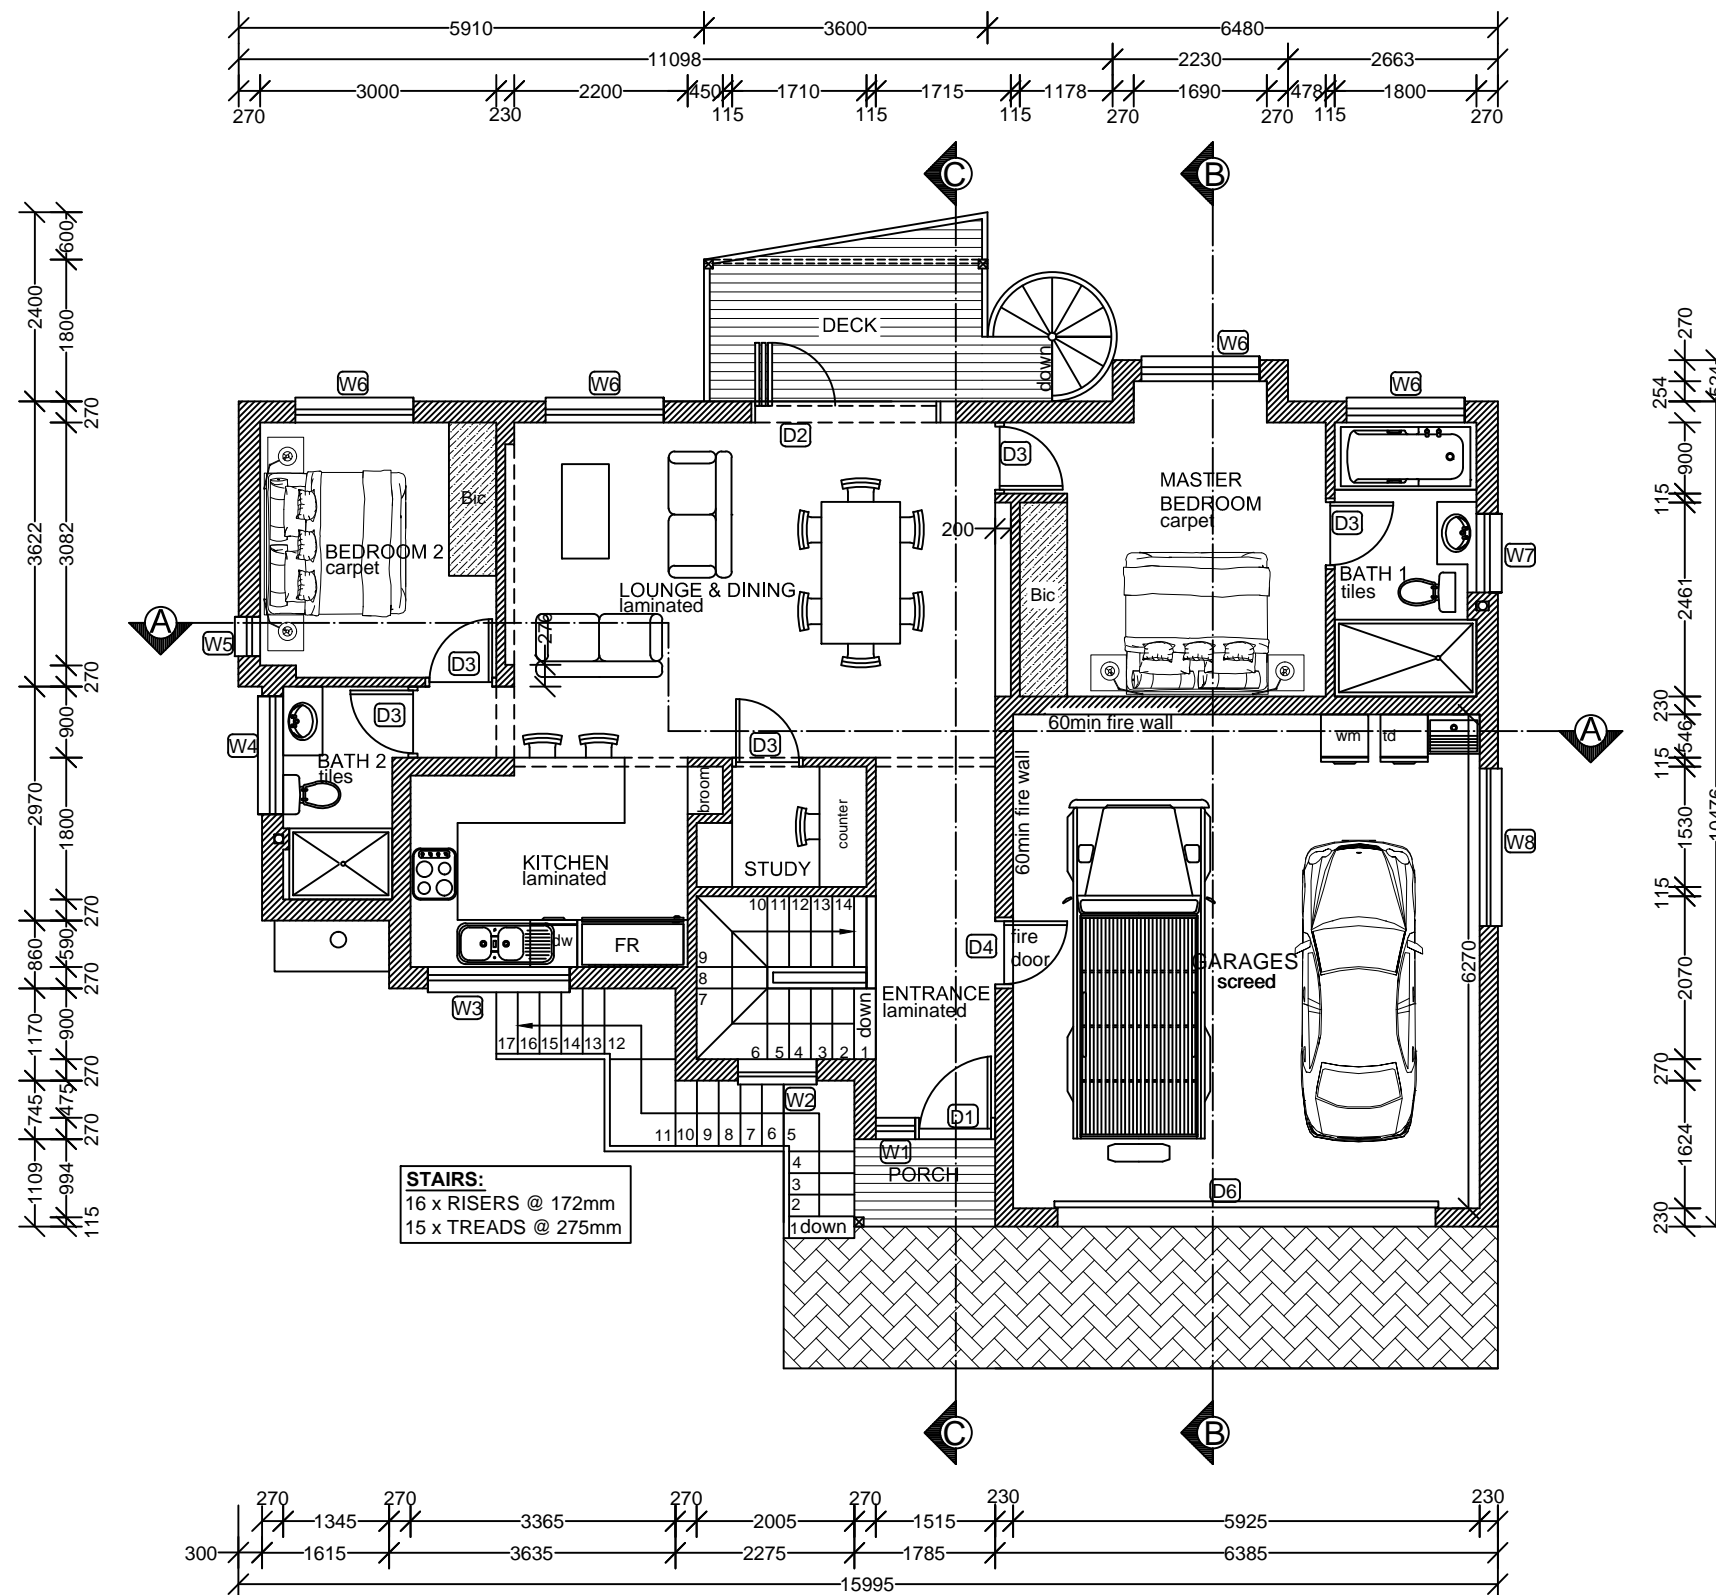 5910
3600
6480
11098
2230
2663
3000
2200
450
1710
1715
1178
1690
478
1800
270
230
115
115
115
270
270
115
270
C
B
600
2400
1800
270
3622
3082
270
900
2970
1800
270
860
590
270
1170
900
270
745
475
270
1109
994
115
270
254
900
115
2461
230
546
115
1530
115
2070
270
1624
230
10476
DECK
down
W6
W6
W6
W6
D2
D3
MASTER
BEDROOM
carpet
Bic
200
D3
W7
BEDROOM 2
carpet
LOUNGE & DINING
laminated
Bic
BATH 1
tiles
A
W5
270
D3
D3
D3
60min fire wall
wm
td
A
W4
BATH 2
tiles
broom
counter
60min fire wall
W8
KITCHEN
laminated
STUDY
10 11 12 13 14
9
8
7
dw
FR
D4
fire
door
GARAGES
screed
6270
ENTRANCE
laminated
down
W3
17 16 15 14 13 12
6 5 4 3 2 1
W2
11 10 9 8 7 6 5
4
3
2
1 down
W1
D1
PORCH
D6
STAIRS:
16 x RISERS @ 172mm
15 x TREADS @ 275mm
C
B
270
270
270
270
230
230
1345
3365
2005
1515
5925
300
1615
3635
2275
1785
6385
15995